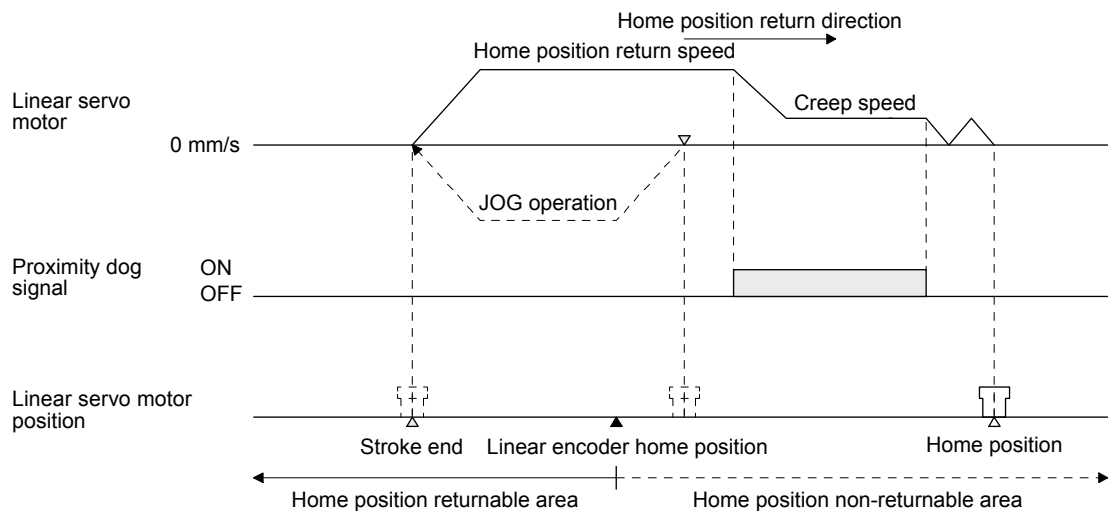 Home position return direction
Home position return speed
Linear servo
motor
Creep speed
0 mm/s
JOG operation
Proximity dog
signal
ON
OFF
Linear servo motor
position
Stroke end
Linear encoder home position
Home position
Home position returnable area
Home position non-returnable area